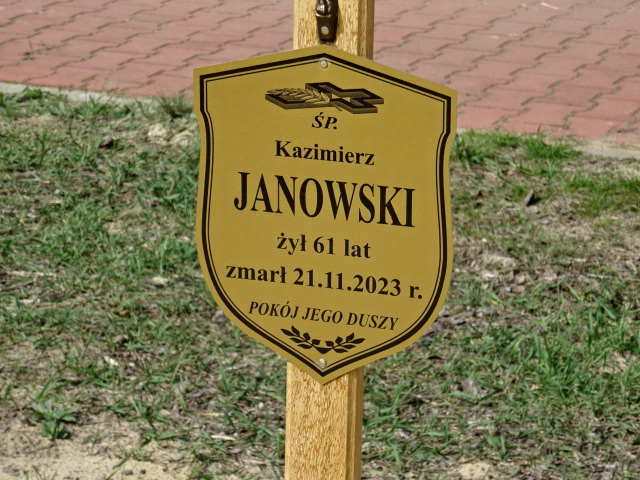 ŚP.
Kazimierz
JANOWSKI
żył 61 lat
zmarł 21.11.2023 r.
POKÓJ JEGO DUSZY